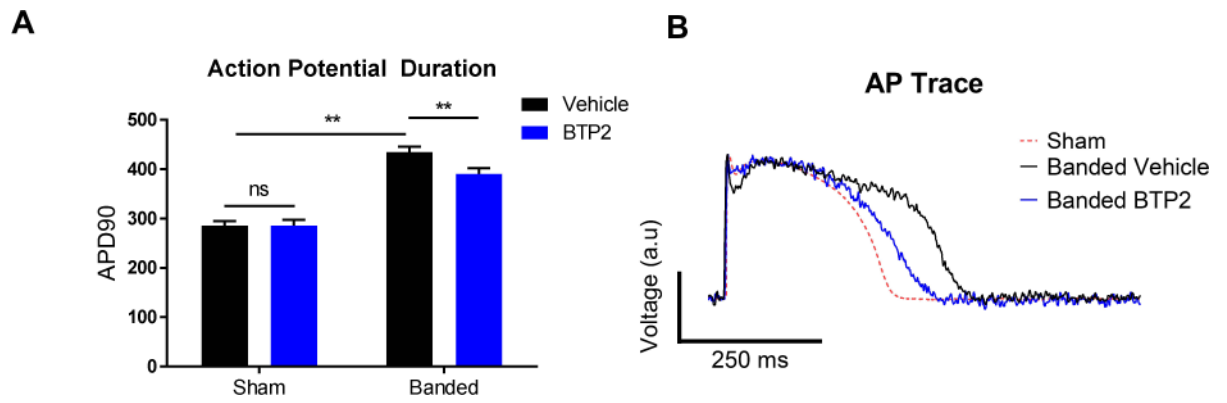 A
Action Potential Duration
Vehicle
BTP2
**
**
ns
APD90
500
400
300
200
100
0
Sham
Banded
B
AP Trace
Sham
Banded Vehicle
Banded BTP2
Voltage (a.u)
250 ms